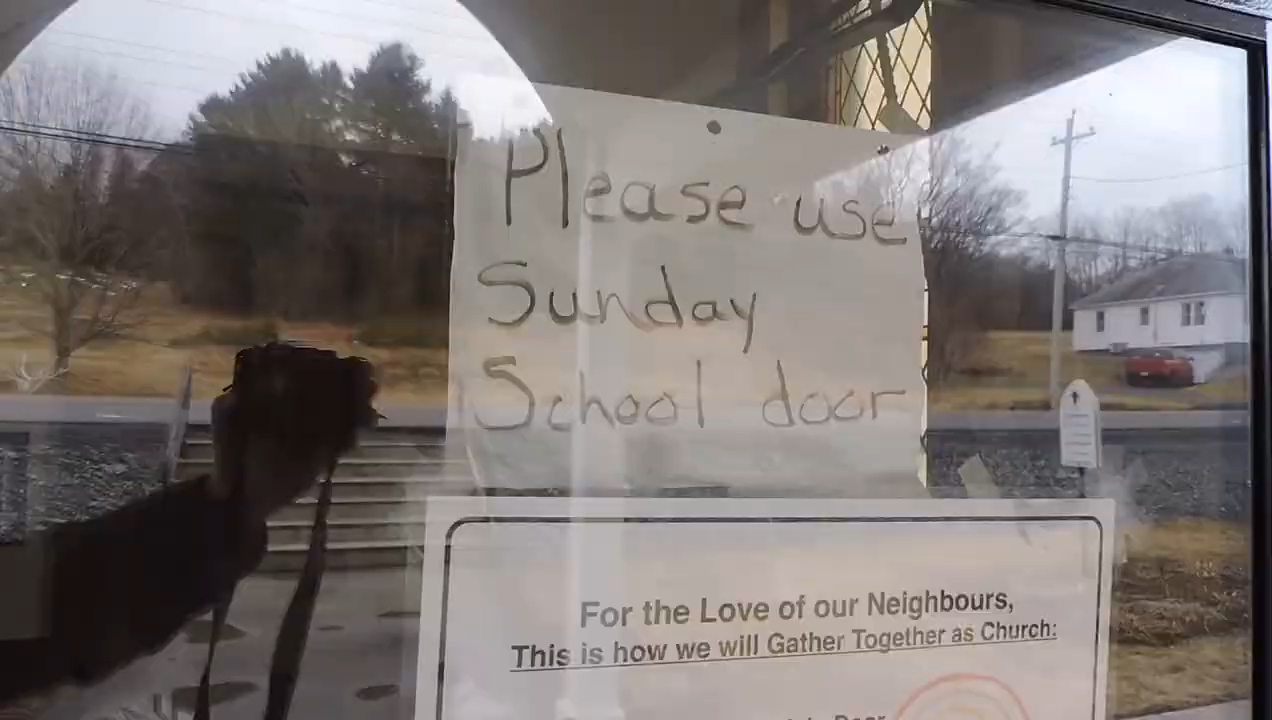 Please use
Sunday
School door
For the Love of our Neighbours,
This is how we will Gather Together as Church: